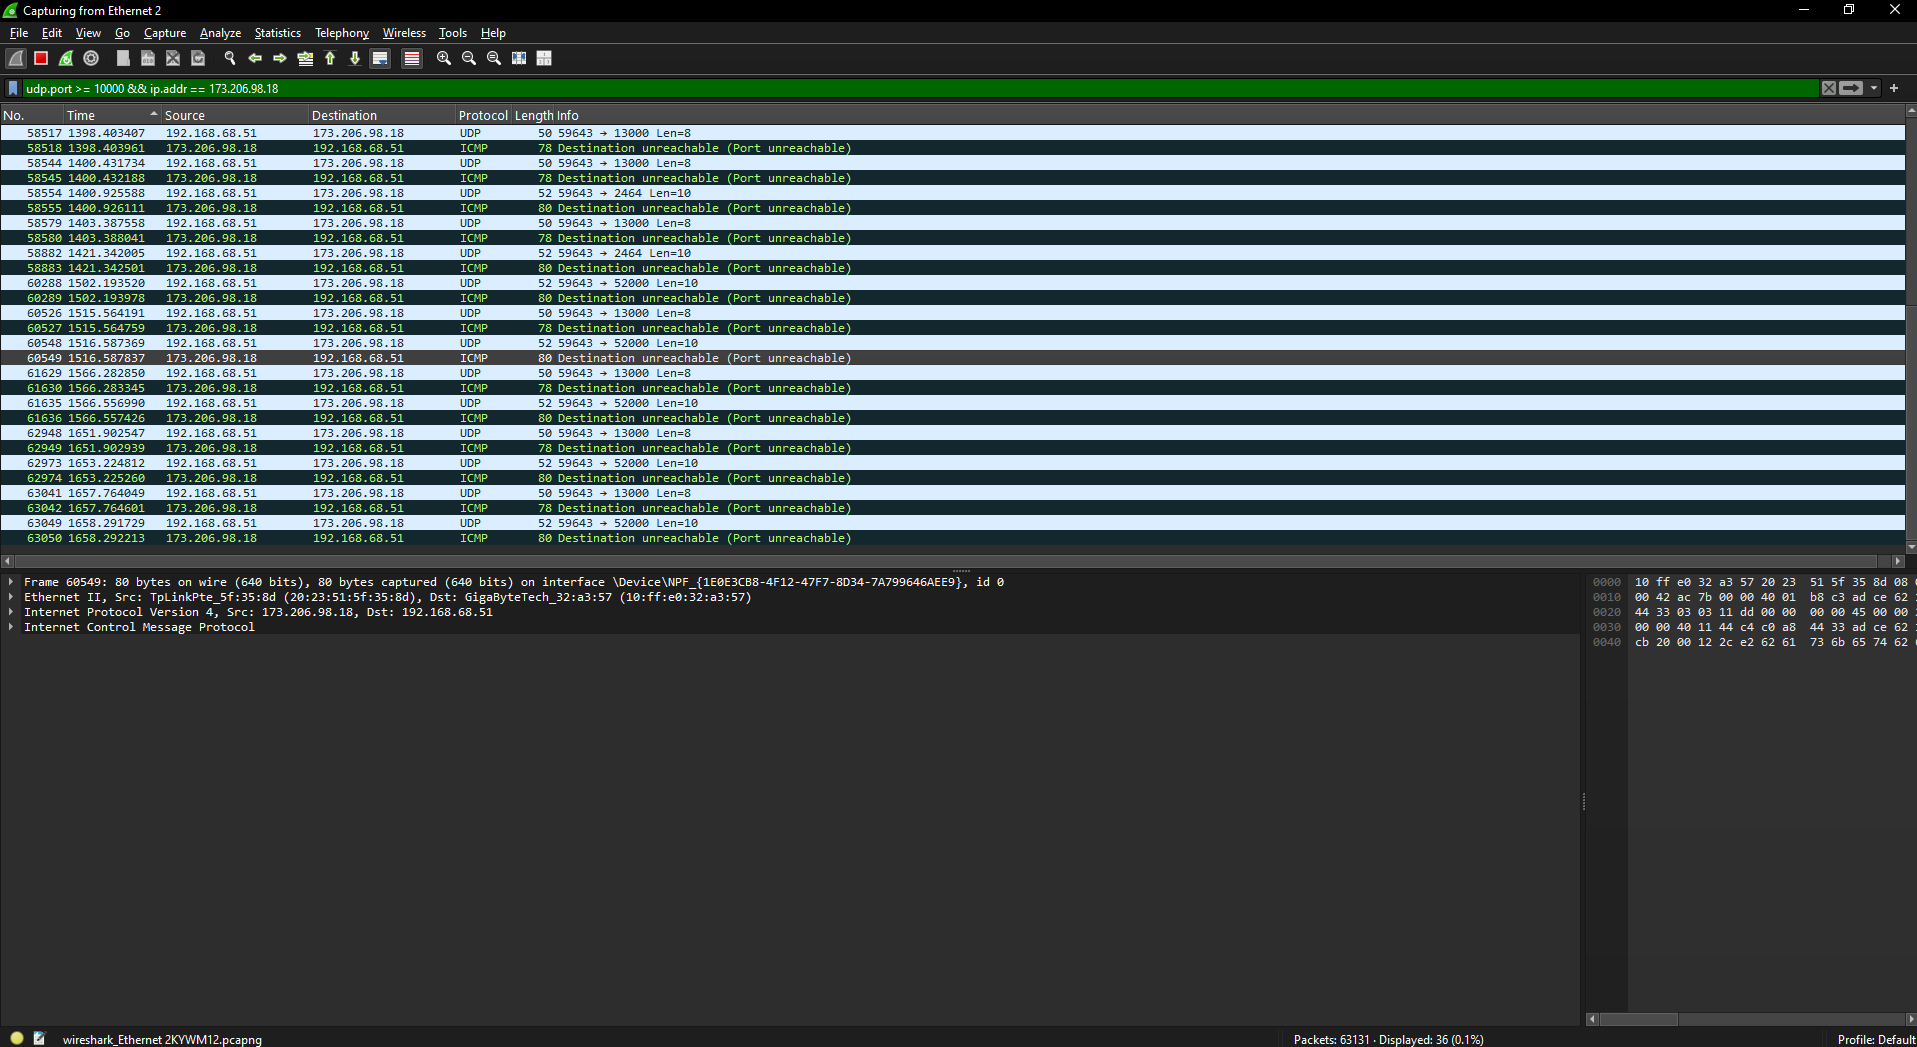 Capturing from Ethernet 2
File Edit View Go Capture Analyze Statistics Telephony Wireless Tools Help
udp.port >= 10000 && ip.addr == 173.206.98.18
No. Time Source Destination Protocol Length Info
58517 1398.403407 192.168.68.51 173.206.98.18 UDP 50 59643 → 13000 Len=8
58518 1398.403961 173.206.98.18 192.168.68.51 ICMP 78 Destination unreachable (Port unreachable)
58544 1400.431734 192.168.68.51 173.206.98.18 UDP 50 59643 → 13000 Len=8
58545 1400.432188 173.206.98.18 192.168.68.51 ICMP 78 Destination unreachable (Port unreachable)
58554 1400.925588 192.168.68.51 173.206.98.18 UDP 52 59643 → 2464 Len=10
58555 1400.926111 173.206.98.18 192.168.68.51 ICMP 80 Destination unreachable (Port unreachable)
58579 1403.387558 192.168.68.51 173.206.98.18 UDP 50 59643 → 13000 Len=8
58580 1403.388041 173.206.98.18 192.168.68.51 ICMP 78 Destination unreachable (Port unreachable)
58882 1421.342005 192.168.68.51 173.206.98.18 UDP 52 59643 → 2464 Len=10
58883 1421.342501 173.206.98.18 192.168.68.51 ICMP 80 Destination unreachable (Port unreachable)
60288 1502.193520 192.168.68.51 173.206.98.18 UDP 52 59643 → 52000 Len=10
60289 1502.193978 173.206.98.18 192.168.68.51 ICMP 80 Destination unreachable (Port unreachable)
60526 1515.564191 192.168.68.51 173.206.98.18 UDP 50 59643 → 13000 Len=8
60527 1515.564759 173.206.98.18 192.168.68.51 ICMP 78 Destination unreachable (Port unreachable)
60548 1516.587369 192.168.68.51 173.206.98.18 UDP 52 59643 → 52000 Len=10
60549 1516.587837 173.206.98.18 192.168.68.51 ICMP 80 Destination unreachable (Port unreachable)
61629 1566.282850 192.168.68.51 173.206.98.18 UDP 50 59643 → 13000 Len=8
61630 1566.283345 173.206.98.18 192.168.68.51 ICMP 78 Destination unreachable (Port unreachable)
61635 1566.556990 192.168.68.51 173.206.98.18 UDP 52 59643 → 52000 Len=10
61636 1566.557426 173.206.98.18 192.168.68.51 ICMP 80 Destination unreachable (Port unreachable)
62948 1651.902547 192.168.68.51 173.206.98.18 UDP 50 59643 → 13000 Len=8
62949 1651.902939 173.206.98.18 192.168.68.51 ICMP 78 Destination unreachable (Port unreachable)
62973 1653.224812 192.168.68.51 173.206.98.18 UDP 52 59643 → 52000 Len=10
62974 1653.225260 173.206.98.18 192.168.68.51 ICMP 80 Destination unreachable (Port unreachable)
63041 1657.764049 192.168.68.51 173.206.98.18 UDP 50 59643 → 13000 Len=8
63042 1657.764601 173.206.98.18 192.168.68.51 ICMP 78 Destination unreachable (Port unreachable)
63049 1658.291729 192.168.68.51 173.206.98.18 UDP 52 59643 → 52000 Len=10
63050 1658.292213 173.206.98.18 192.168.68.51 ICMP 80 Destination unreachable (Port unreachable)
Frame 60549: 80 bytes on wire (640 bits), 80 bytes captured (640 bits) on interface \Device\NPF_{1E0E3CB8-4F12-47F7-8D34-7A799646AEE9}, id 0
Ethernet II, Src: TpLinkPte_5f:35:8d (20:23:51:5f:35:8d), Dst: GigaByteTech_32:a3:57 (10:ff:e0:32:a3:57)
Internet Protocol Version 4, Src: 173.206.98.18, Dst: 192.168.68.51
Internet Control Message Protocol
0000 10 ff e0 32 a3 57 20 23 51 5f 35 8d 08
0010 00 42 ac 7b 00 00 40 01 b8 c3 ad ce 62
0020 44 33 03 03 11 dd 00 00 00 00 45 00 00
0030 00 00 40 11 44 c4 c0 a8 44 33 ad ce 62
0040 cb 20 00 12 2c e2 62 61 73 6b 65 74 62
wireshark_Ethernet 2KYWM12.pcapng
Packets: 63131 · Displayed: 36 (0.1%)
Profile: Default